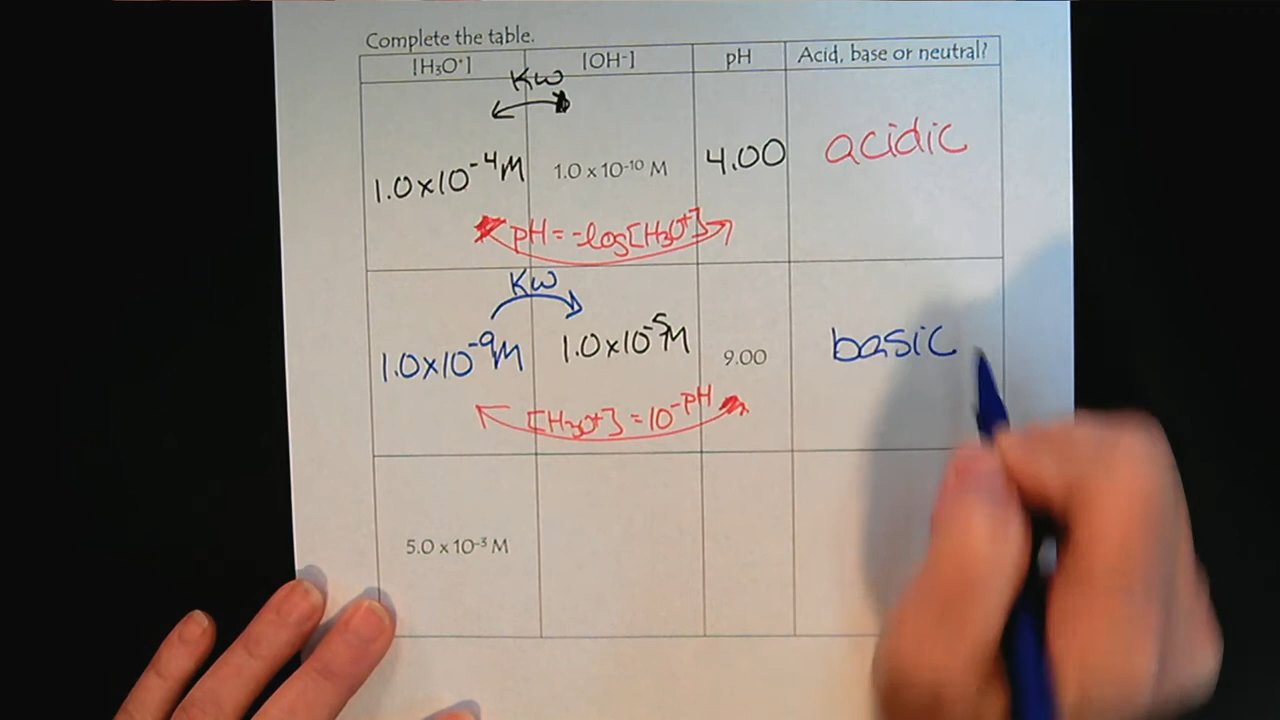 Complete the table.
[H₃O⁺] [OH-] pH Acid, base or neutral?
Kw
1.0x10⁻⁴M 1.0 x 10⁻¹⁰ M 4.00 acidic
pH = -log[H₃O⁺]
Kw
1.0x10⁻⁹M 1.0x10⁻⁵M 9.00 basic
[H₃O⁺] = 10⁻ᵖᴴ
5.0 x 10⁻³ M